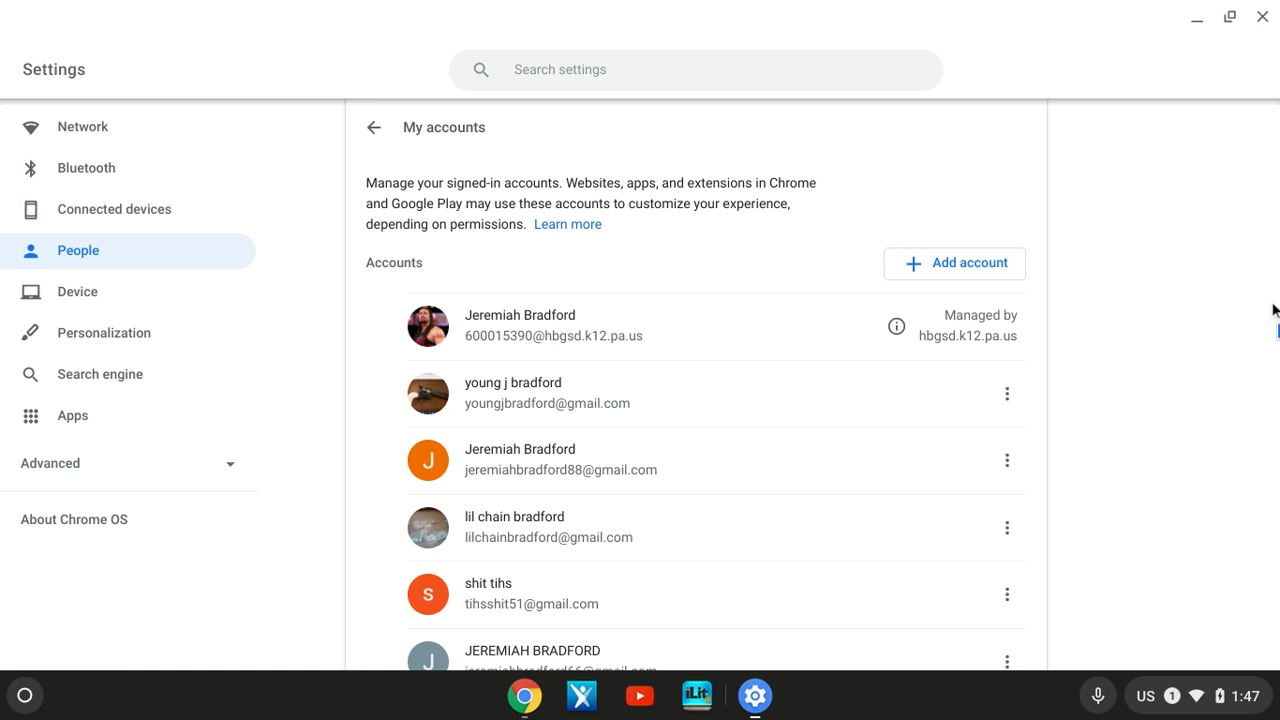 Settings
Search settings
Network
Bluetooth
Connected devices
People
Device
Personalization
Search engine
Apps
Advanced
About Chrome OS
My accounts
Manage your signed-in accounts. Websites, apps, and extensions in Chrome
and Google Play may use these accounts to customize your experience,
depending on permissions. Learn more
Accounts
Add account
Jeremiah Bradford
600015390@hbgsd.k12.pa.us
Managed by
hbgsd.k12.pa.us
young j bradford
youngjbradford@gmail.com
J
Jeremiah Bradford
jeremiahbradford88@gmail.com
lil chain bradford
lilchainbradford@gmail.com
S
shit tihs
tihsshit51@gmail.com
J
JEREMIAH BRADFORD
jeremiahbradford66@gmail.com
iLit
US 1 1:47